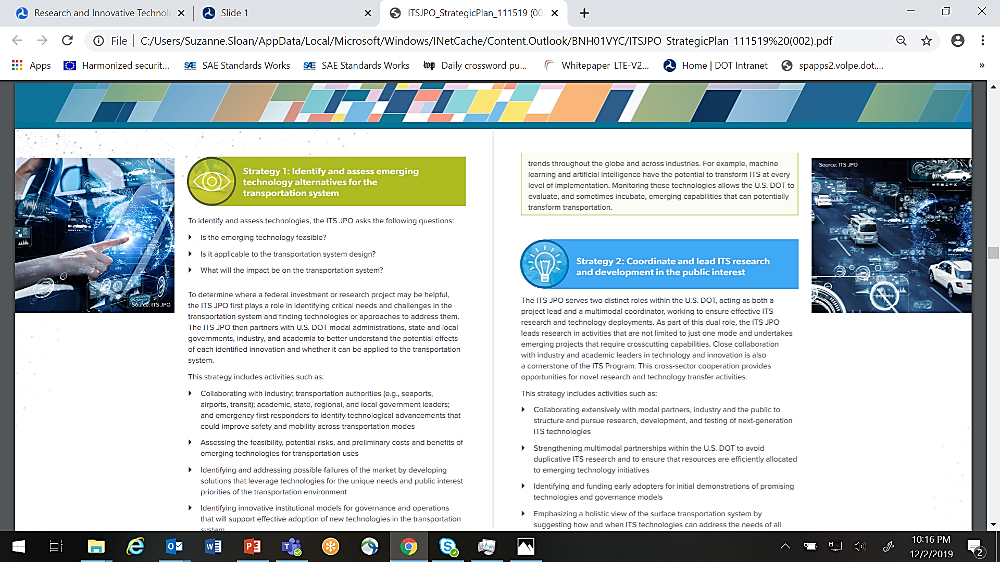 Research and Innovative Technol
Slide 1
ITSJPO_StrategicPlan_111519 (00
File
C:/Users/Suzanne.Sloan/AppData/Local/Microsoft/Windows/INetCache/Content.Outlook/BNH01VYC/ITSJPO_StrategicPlan_111519%20(002).pdf
Apps
Harmonized securit...
SAE Standards Works
SAE Standards Works
Daily crossword pu...
Whitepaper_LTE-V2...
Home | DOT Intranet
spapps2.volpe.dot....
»
Source: ITS JPO
Strategy 1: Identify and assess emerging
technology alternatives for the
transportation system
To identify and assess technologies, the ITS JPO asks the following questions:
Is the emerging technology feasible?
Is it applicable to the transportation system design?
What will the impact be on the transportation system?
To determine where a federal investment or research project may be helpful,
the ITS JPO first plays a role in identifying critical needs and challenges in the
transportation system and finding technologies or approaches to address them.
The ITS JPO then partners with U.S. DOT modal administrations, state and local
governments, industry, and academia to better understand the potential effects
of each identified innovation and whether it can be applied to the transportation
system.
This strategy includes activities such as:
Collaborating with industry; transportation authorities (e.g., seaports,
airports, transit); academic, state, regional, and local government leaders;
and emergency first responders to identify technological advancements that
could improve safety and mobility across transportation modes
Assessing the feasibility, potential risks, and preliminary costs and benefits of
emerging technologies for transportation uses
Identifying and addressing possible failures of the market by developing
solutions that leverage technologies for the unique needs and public interest
priorities of the transportation environment
Identifying innovative institutional models for governance and operations
that will support effective adoption of new technologies in the transportation
system
trends throughout the globe and across industries. For example, machine
learning and artificial intelligence have the potential to transform ITS at every
level of implementation. Monitoring these technologies allows the U.S. DOT to
evaluate, and sometimes incubate, emerging capabilities that can potentially
transform transportation.
Strategy 2: Coordinate and lead ITS research
and development in the public interest
The ITS JPO serves two distinct roles within the U.S. DOT, acting as both a
project lead and a multimodal coordinator, working to ensure effective ITS
research and technology deployments. As part of this dual role, the ITS JPO
leads research in activities that are not limited to just one mode and undertakes
emerging projects that require crosscutting capabilities. Close collaboration
with industry and academic leaders in technology and innovation is also
a cornerstone of the ITS Program. This cross-sector cooperation provides
opportunities for novel research and technology transfer activities.
This strategy includes activities such as:
Collaborating extensively with modal partners, industry and the public to
structure and pursue research, development, and testing of next-generation
ITS technologies
Strengthening multimodal partnerships within the U.S. DOT to avoid
duplicative ITS research and to ensure that resources are efficiently allocated
to emerging technology initiatives
Identifying and funding early adopters for initial demonstrations of promising
technologies and governance models
Emphasizing a holistic view of the surface transportation system by
suggesting how and when ITS technologies can address the needs of all
Source: ITS JPO
10:16 PM
12/2/2019
2